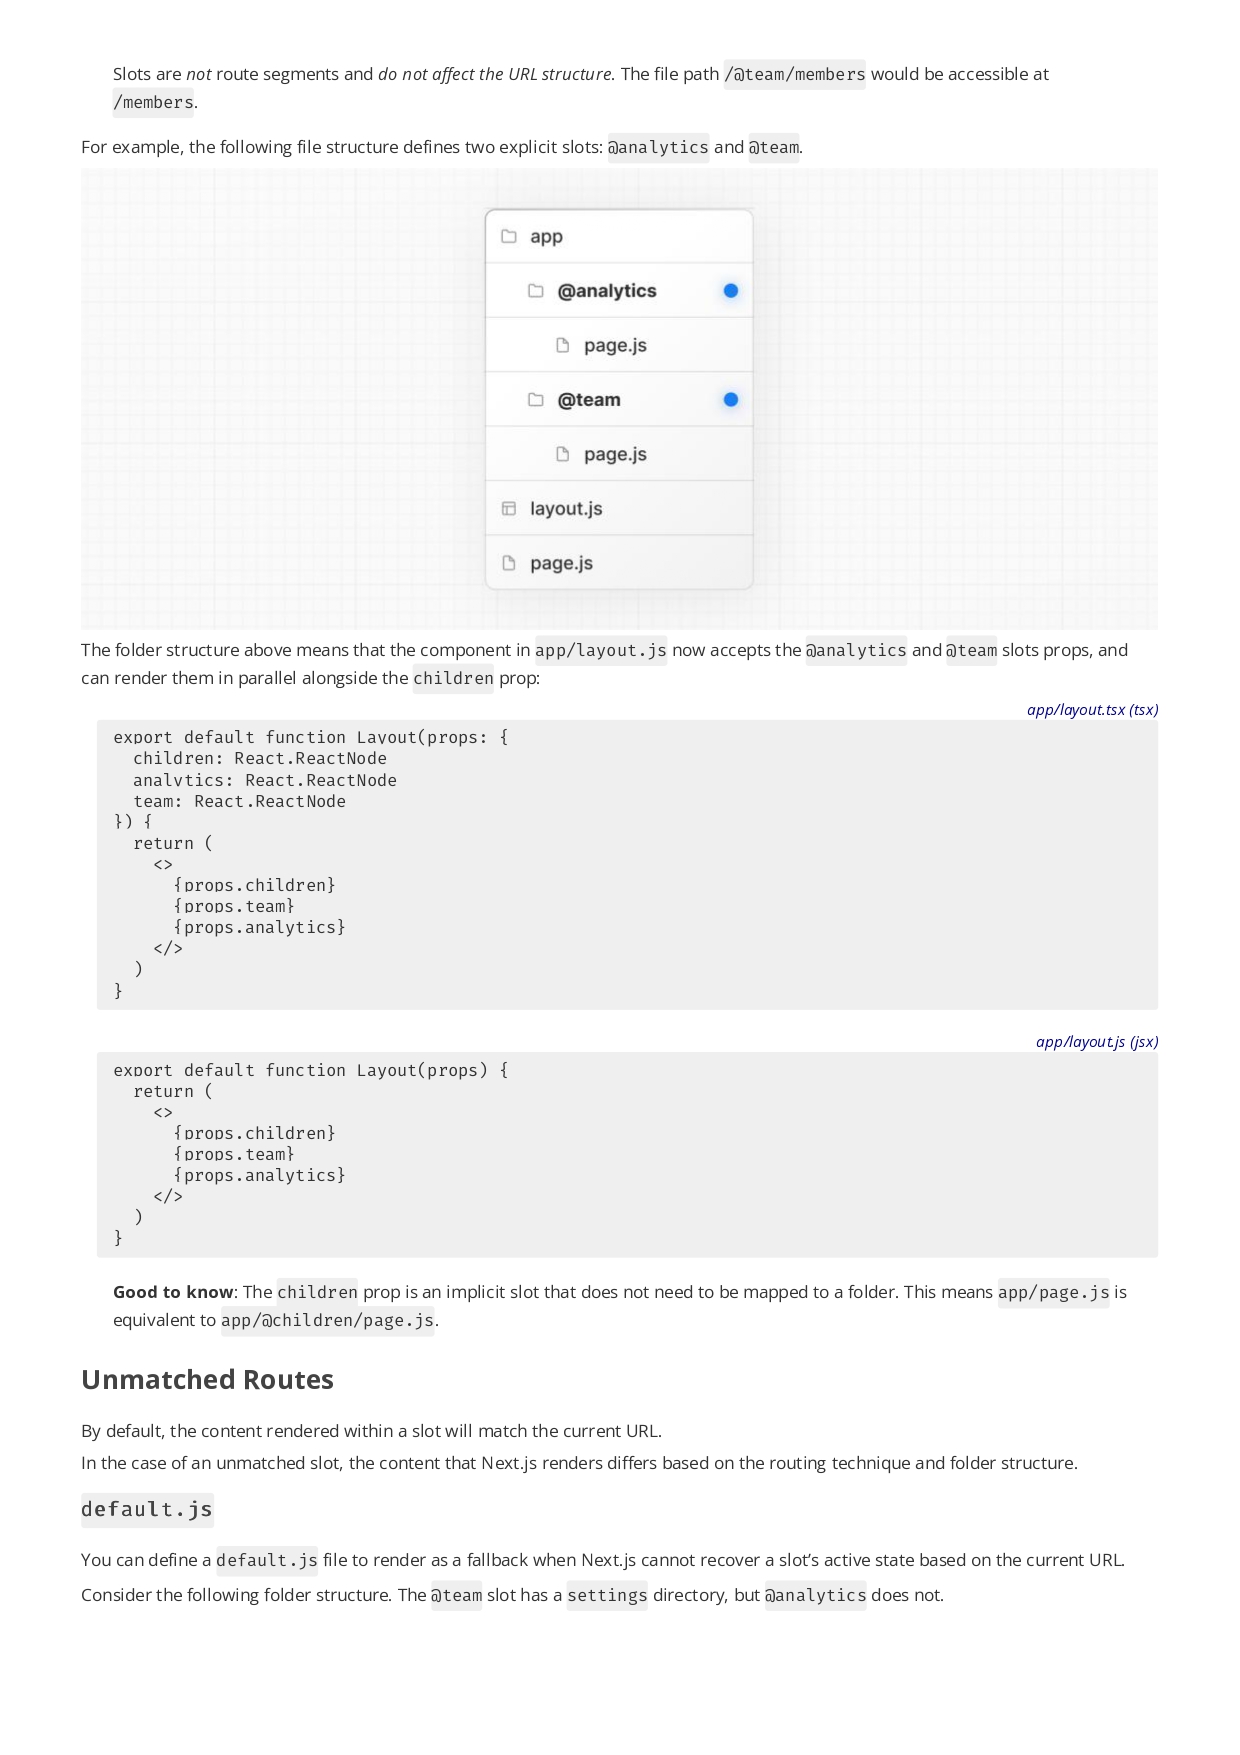 Slots are not route segments and do not affect the URL structure. The file path /@team/members would be accessible at
/members.
For example, the following file structure defines two explicit slots: @analytics and @team.
app
@analytics
page.js
@team
page.js
layout.js
page.js
The folder structure above means that the component in app/layout.js now accepts the @analytics and @team slots props, and
can render them in parallel alongside the children prop:
app/layout.tsx (tsx)
export default function Layout(props: {
  children: React.ReactNode
  analytics: React.ReactNode
  team: React.ReactNode
}) {
  return (
    <>
      {props.children}
      {props.team}
      {props.analytics}
    </>
  )
}
app/layout.js (jsx)
export default function Layout(props) {
  return (
    <>
      {props.children}
      {props.team}
      {props.analytics}
    </>
  )
}
Good to know: The children prop is an implicit slot that does not need to be mapped to a folder. This means app/page.js is
equivalent to app/@children/page.js.
Unmatched Routes
By default, the content rendered within a slot will match the current URL.
In the case of an unmatched slot, the content that Next.js renders differs based on the routing technique and folder structure.
default.js
You can define a default.js file to render as a fallback when Next.js cannot recover a slot’s active state based on the current URL.
Consider the following folder structure. The @team slot has a settings directory, but @analytics does not.